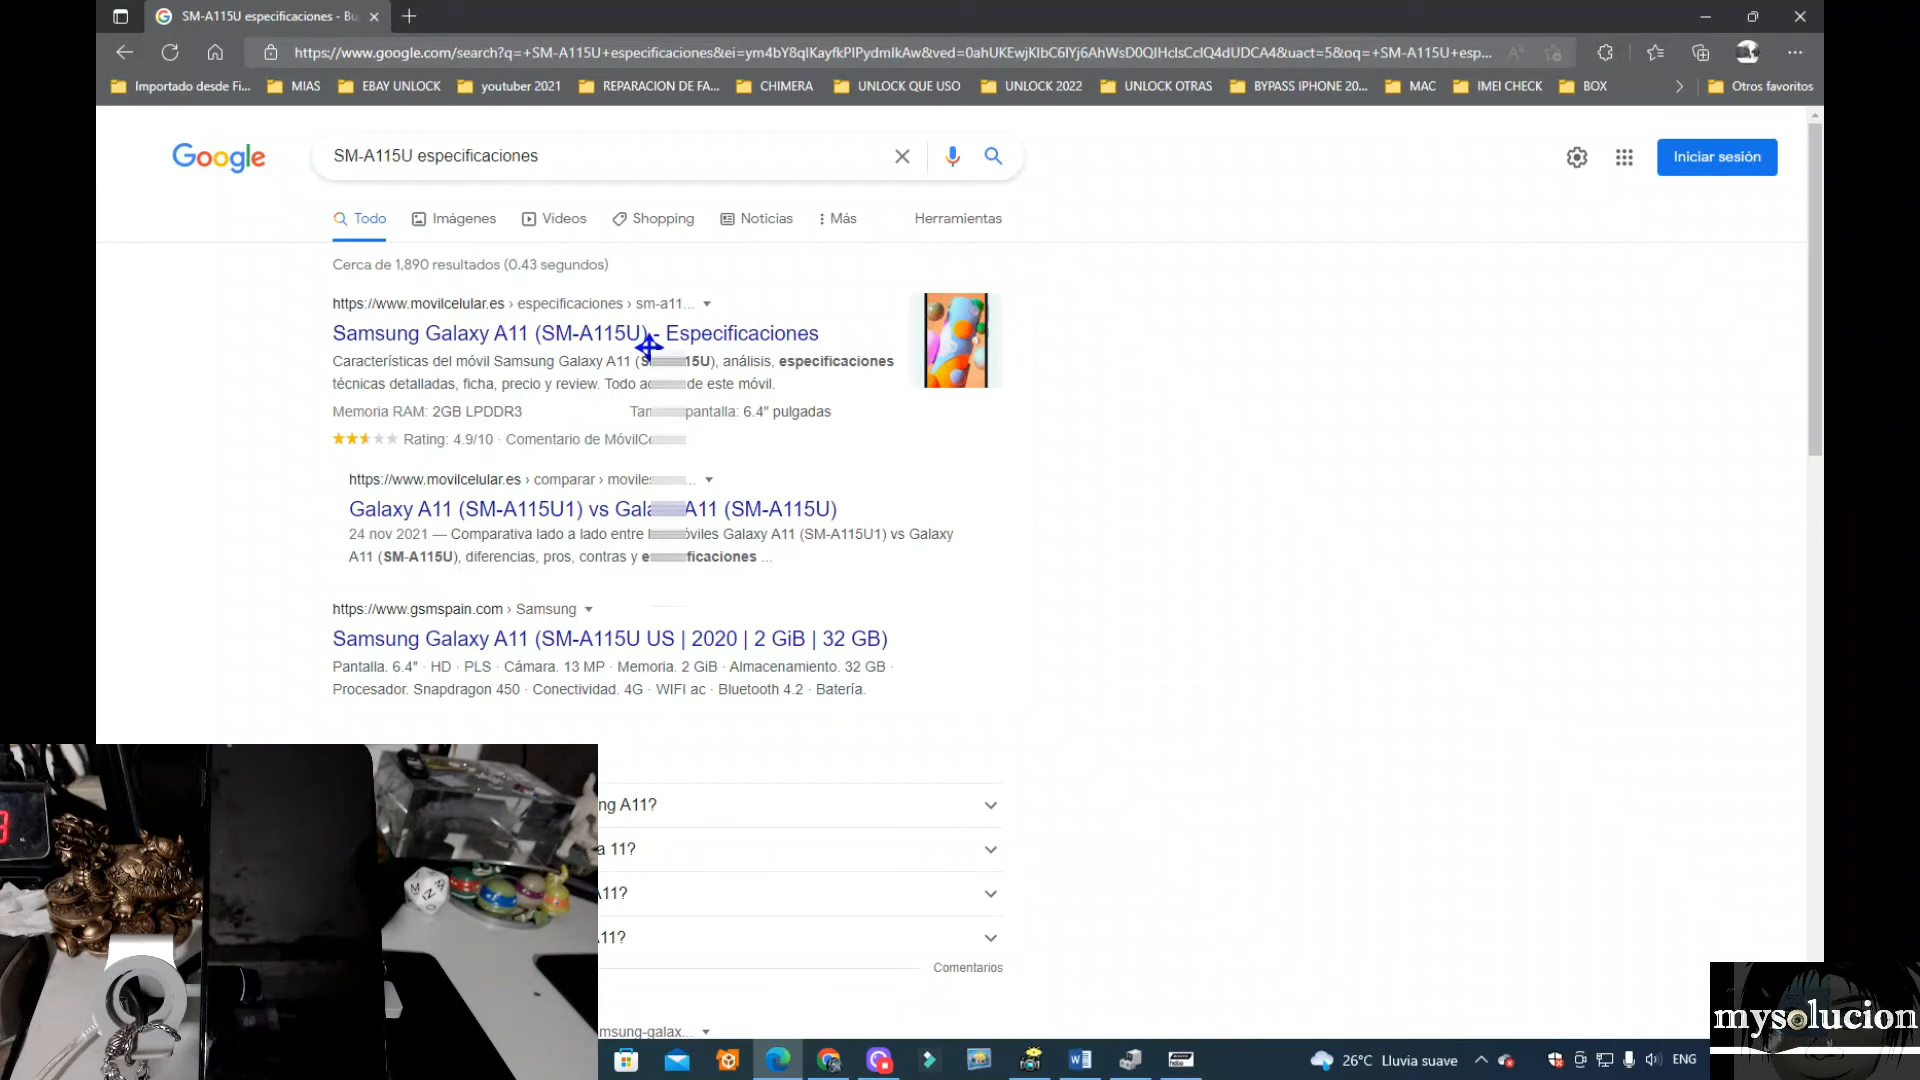 SM-A115U especificaciones - Bu
https://www.google.com/search?q=+SM-A115U+especificaciones&ei=ym4bY8qlKayfkPIPydmIkAw&ved=0ahUKEwjKlbC6lYj6AhWsD0QIHclsCcIQ4dUDCA4&uact=5&oq=+SM-A115U+esp...
Importado desde Fi...
MIAS
EBAY UNLOCK
youtuber 2021
REPARACION DE FA...
CHIMERA
UNLOCK QUE USO
UNLOCK 2022
UNLOCK OTRAS
BYPASS IPHONE 20...
MAC
IMEI CHECK
BOX
Otros favoritos
Google
SM-A115U especificaciones
Iniciar sesión
Todo
Imágenes
Vídeos
Shopping
Noticias
Más
Herramientas
Cerca de 1,890 resultados (0.43 segundos)
https://www.movilcelular.es › especificaciones › sm-a11...
Samsung Galaxy A11 (SM-A115U) - Especificaciones
Características del móvil Samsung Galaxy A11 (S 15U), análisis, especificaciones
técnicas detalladas, ficha, precio y review. Todo de este móvil.
Memoria RAM: 2GB LPDDR3
pantalla: 6.4" pulgadas
Rating: 4.9/10 · Comentario de MóvilCe
https://www.movilcelular.es › comparar › moviles ...
Galaxy A11 (SM-A115U1) vs Gala A11 (SM-A115U)
24 nov 2021 — Comparativa lado a lado entre óviles Galaxy A11 (SM-A115U1) vs Galaxy
A11 (SM-A115U), diferencias, pros, contras y es ficaciones ...
https://www.gsmspain.com › Samsung
Samsung Galaxy A11 (SM-A115U US | 2020 | 2 GiB | 32 GB)
Pantalla. 6.4" · HD · PLS · Cámara. 13 MP · Memoria. 2 GiB · Almacenamiento. 32 GB ·
Procesador. Snapdragon 450 · Conectividad. 4G · WIFI ac · Bluetooth 4.2 · Batería.
ng A11?
a 11?
A11?
A11?
Comentarios
msung-galax...
mysolucion
26°C Lluvia suave
ENG